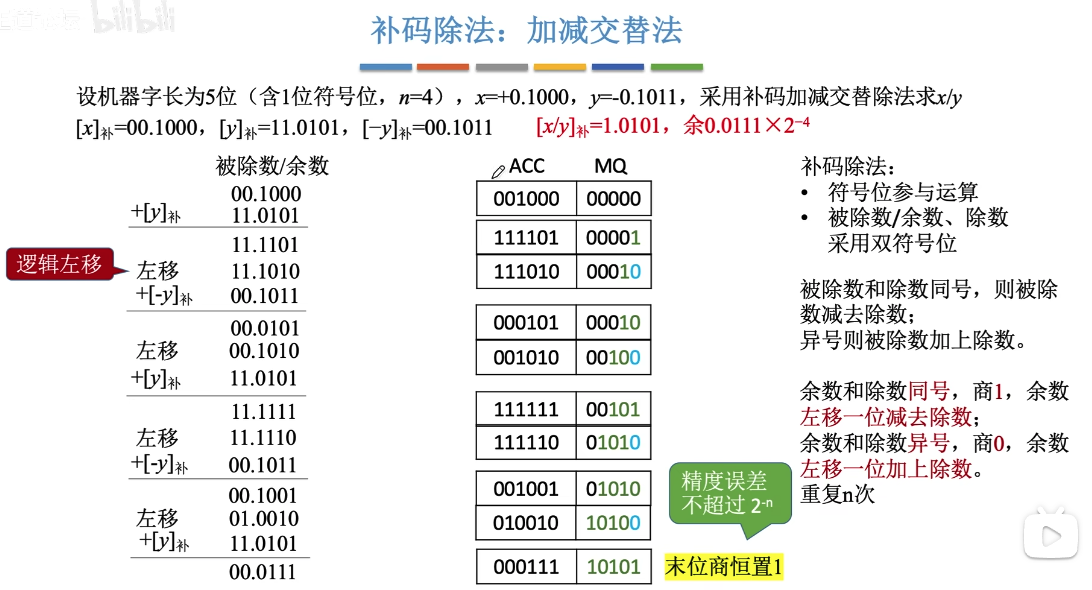 bilibili
补码除法：加减交替法
设机器字长为5位（含1位符号位，n=4），x=+0.1000，y=-0.1011，采用补码加减交替除法求x/y
[x]补=00.1000，[y]补=11.0101，[−y]补=00.1011 [x/y]补=1.0101，余0.0111×2⁻⁴
被除数/余数
00.1000
+[y]补 11.0101
11.1101
逻辑左移
左移 11.1010
+[-y]补 00.1011
00.0101
左移 00.1010
+[y]补 11.0101
11.1111
左移 11.1110
+[-y]补 00.1011
00.1001
左移 01.0010
+[y]补 11.0101
00.0111
ACC MQ
001000 00000
111101 00001
111010 00010
000101 00010
001010 00100
111111 00101
111110 01010
001001 01010
010010 10100
000111 10101
精度误差
不超过 2⁻ⁿ
末位商恒置1
补码除法：
• 符号位参与运算
• 被除数/余数、除数
采用双符号位
被除数和除数同号，则被除
数减去除数；
异号则被除数加上除数。
余数和除数同号，商1，余数
左移一位减去除数；
余数和除数异号，商0，余数
左移一位加上除数。
重复n次